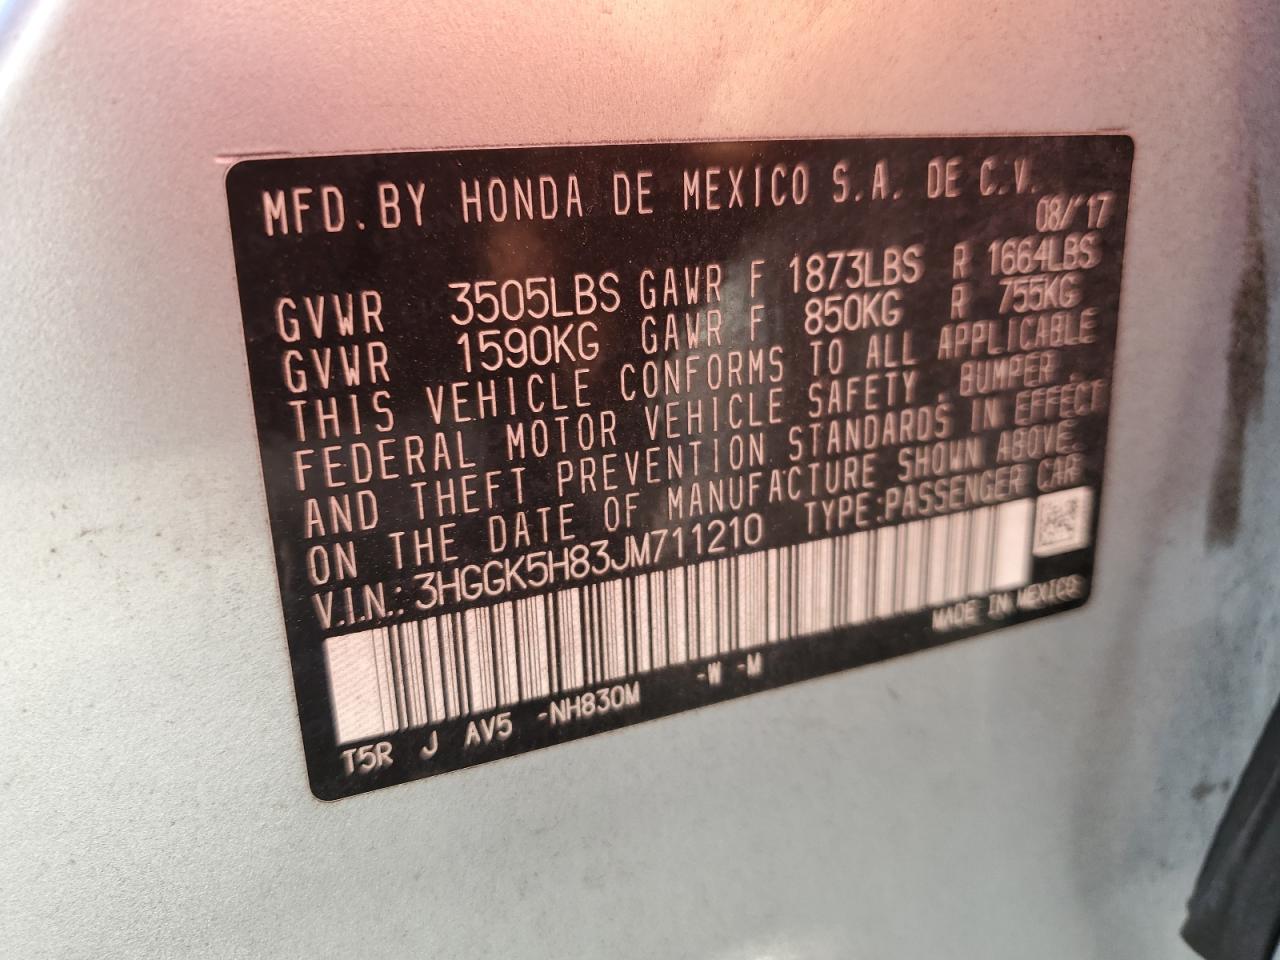 MFD. BY HONDA DE MEXICO S.A. DE C.V.
08/'17
GVWR 3505LBS GAWR F 1873LBS R 1664LBS
GVWR 1590KG GAWR F 850KG R 755KG
THIS VEHICLE CONFORMS TO ALL APPLICABLE
FEDERAL MOTOR VEHICLE SAFETY, BUMPER,
AND THEFT PREVENTION STANDARDS IN EFFECT
ON THE DATE OF MANUFACTURE SHOWN ABOVE.
V.I.N.: 3HGGK5H83JM711210 TYPE:PASSENGER CAR
MADE IN MEXICO
T5R J AV5 -NH830M -W -M